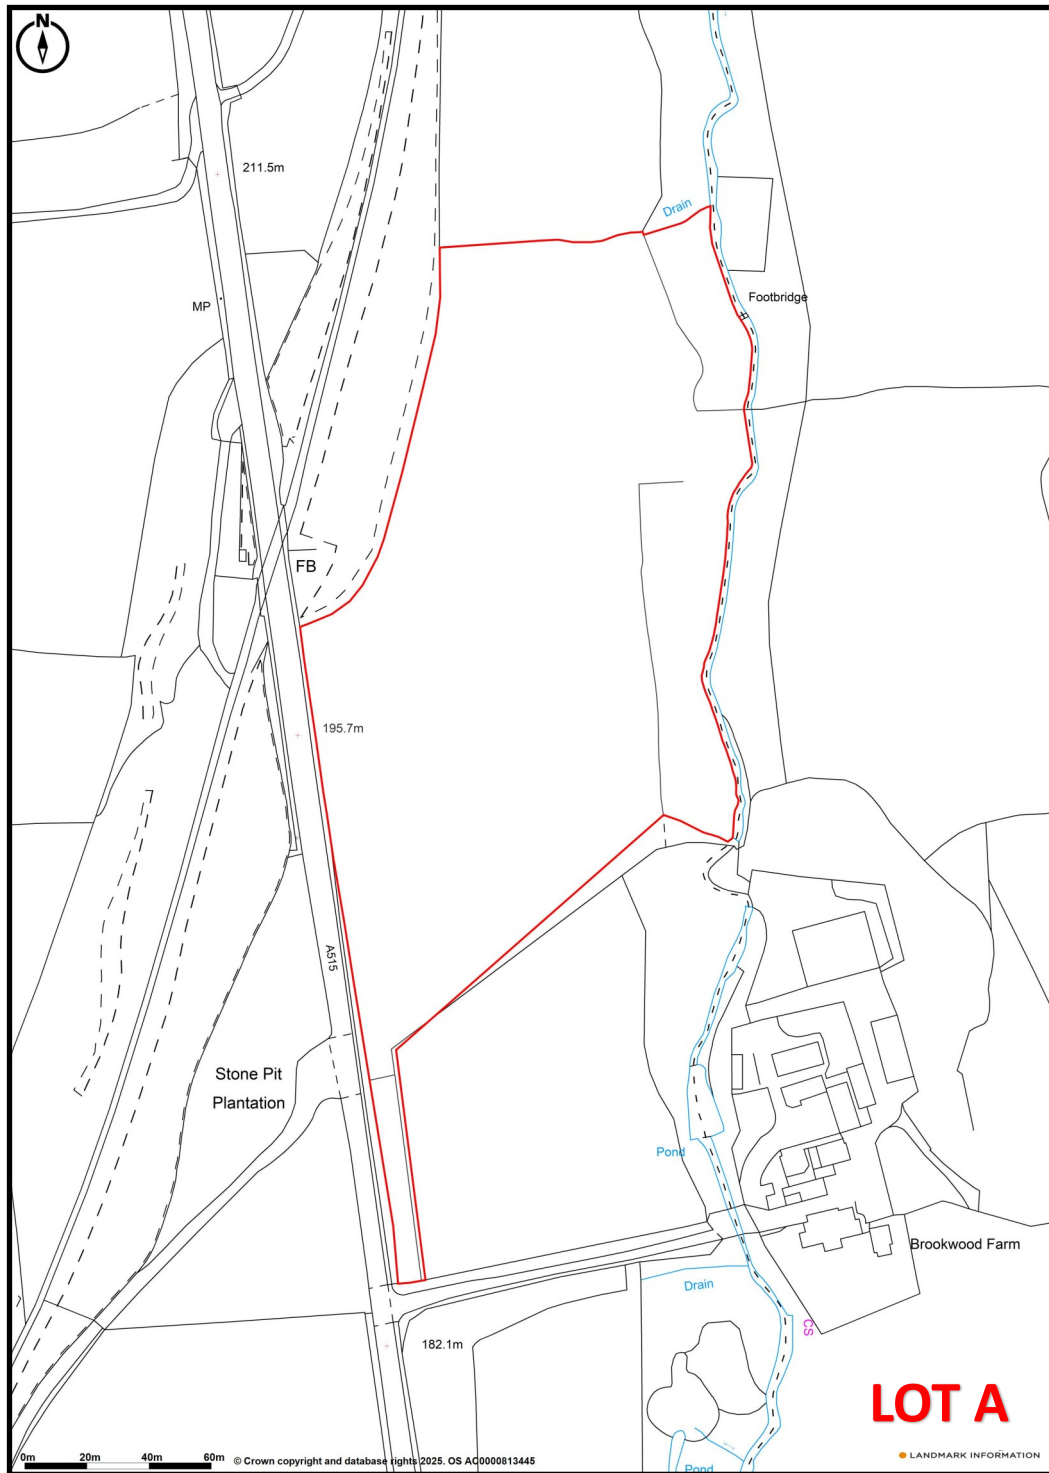 N
211.5m
Drain
MP
Footbridge
FB
195.7m
A515
Stone Pit
Plantation
Pond
Brookwood Farm
Drain
CS
182.1m
LOT A
Pond
0m 20m 40m 60m
© Crown copyright and database rights 2025. OS AC0000813445
LANDMARK INFORMATION